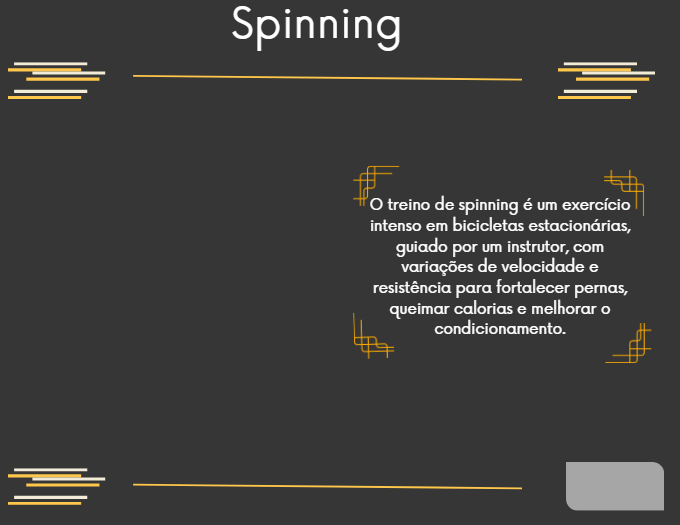 Spinning
O treino de spinning é um exercício
intenso em bicicletas estacionárias,
guiado por um instrutor, com
variações de velocidade e
resistência para fortalecer pernas,
queimar calorias e melhorar o
condicionamento.